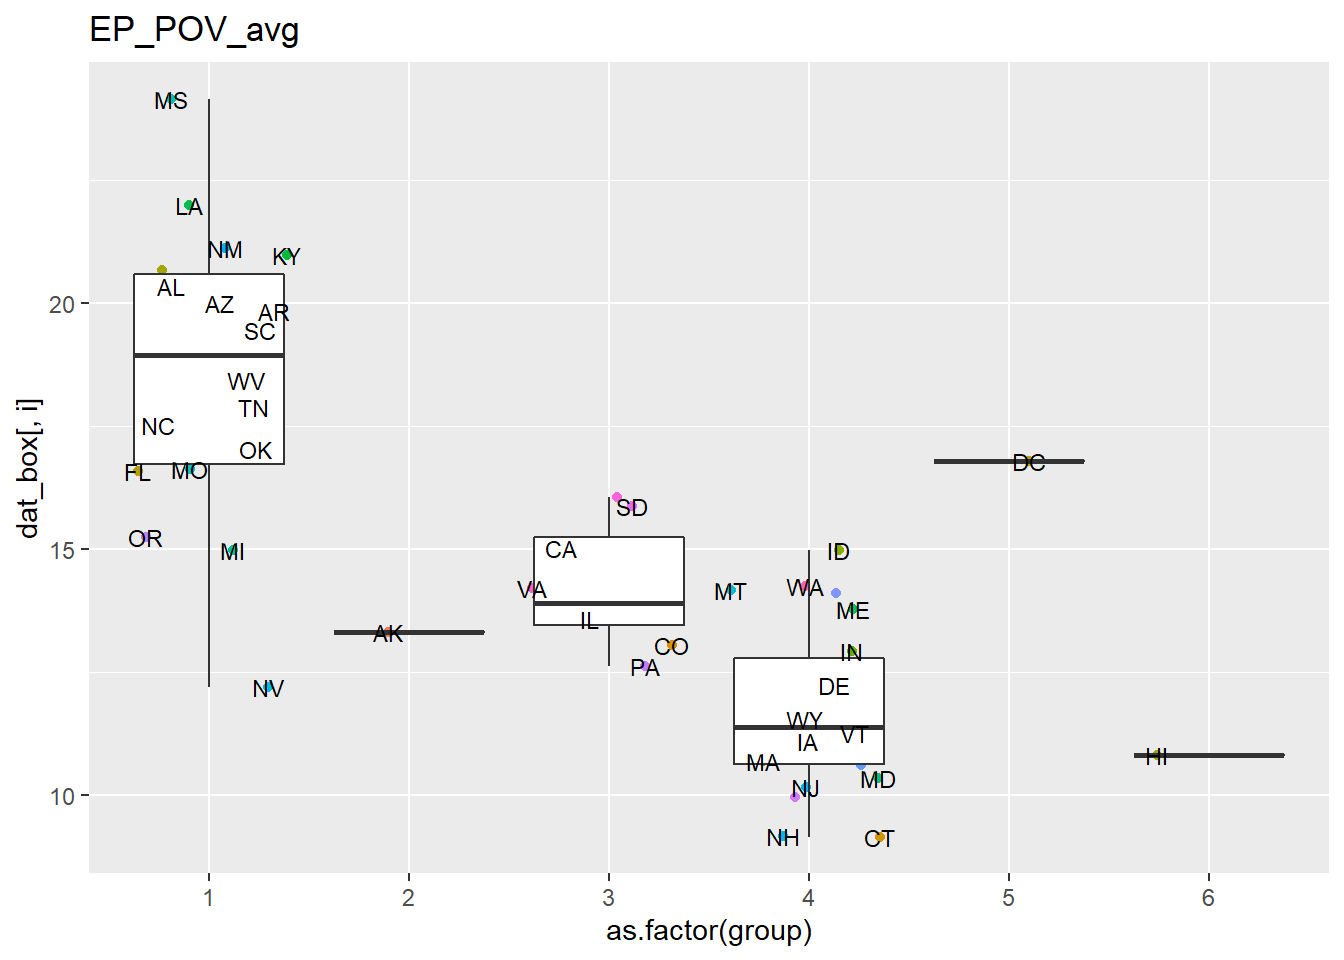 EP_POV_avg
dat_box[, i]
20
15
10
MS
LA
NM
KY
AL
AZ
AR
SC
WV
TN
NC
OK
FL
MO
OR
MI
NV
AK
SD
CA
VA
IL
CO
PA
MT
ID
WA
ME
IN
DE
WY
VT
IA
MA
MD
NJ
NH
CT
DC
HI
1 2 3 4 5 6
as.factor(group)